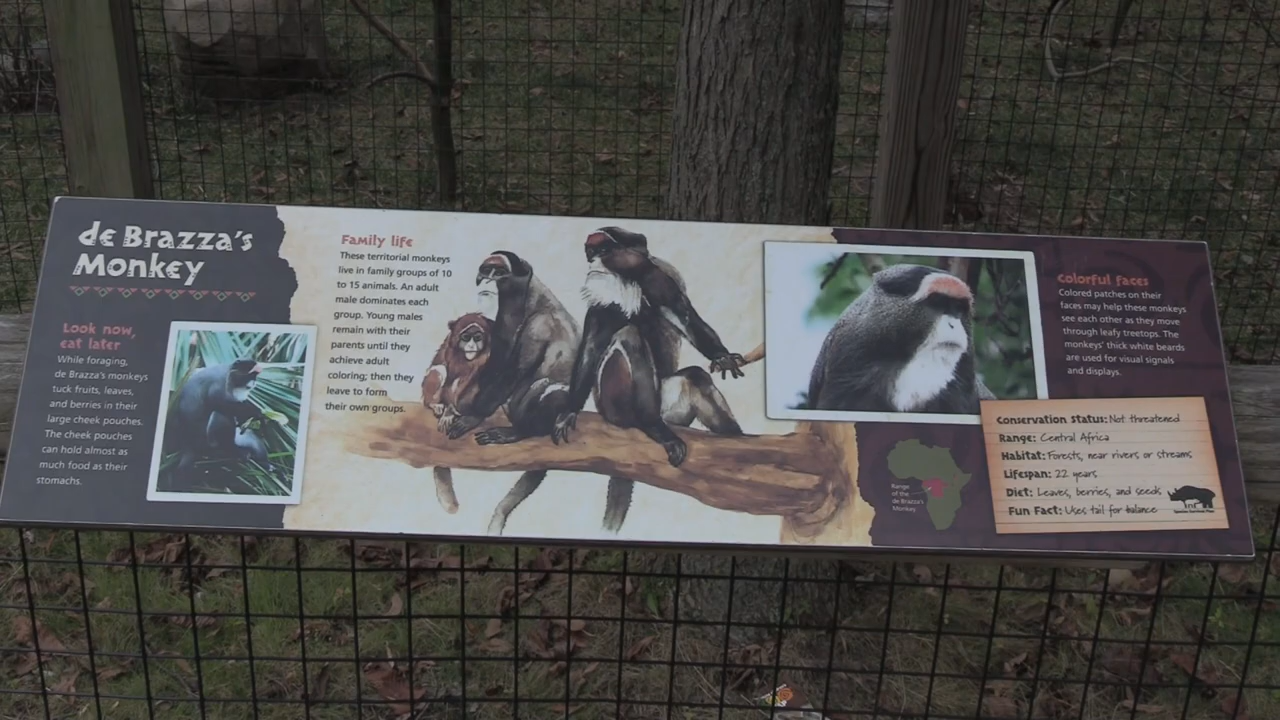 de Brazza's
Monkey
Look now,
eat later
While foraging,
de Brazza's monkeys
tuck fruits, leaves,
and berries in their
large cheek pouches.
The cheek pouches
can hold almost as
much food as their
stomachs.
Family life
These territorial monkeys
live in family groups of 10
to 15 animals. An adult
male dominates each
group. Young males
remain with their
parents until they
achieve adult
coloring; then they
leave to form
their own groups.
Colorful faces
Colored patches on their
faces may help these monkeys
see each other as they move
through leafy treetops. The
monkeys' thick white beards
are used for visual signals
and displays.
Range
of the
de Brazza's
Monkey
Conservation status: Not threatened
Range: Central Africa
Habitat: Forests, near rivers or streams
Lifespan: 22 years
Diet: Leaves, berries, and seeds
Fun Fact: Uses tail for balance